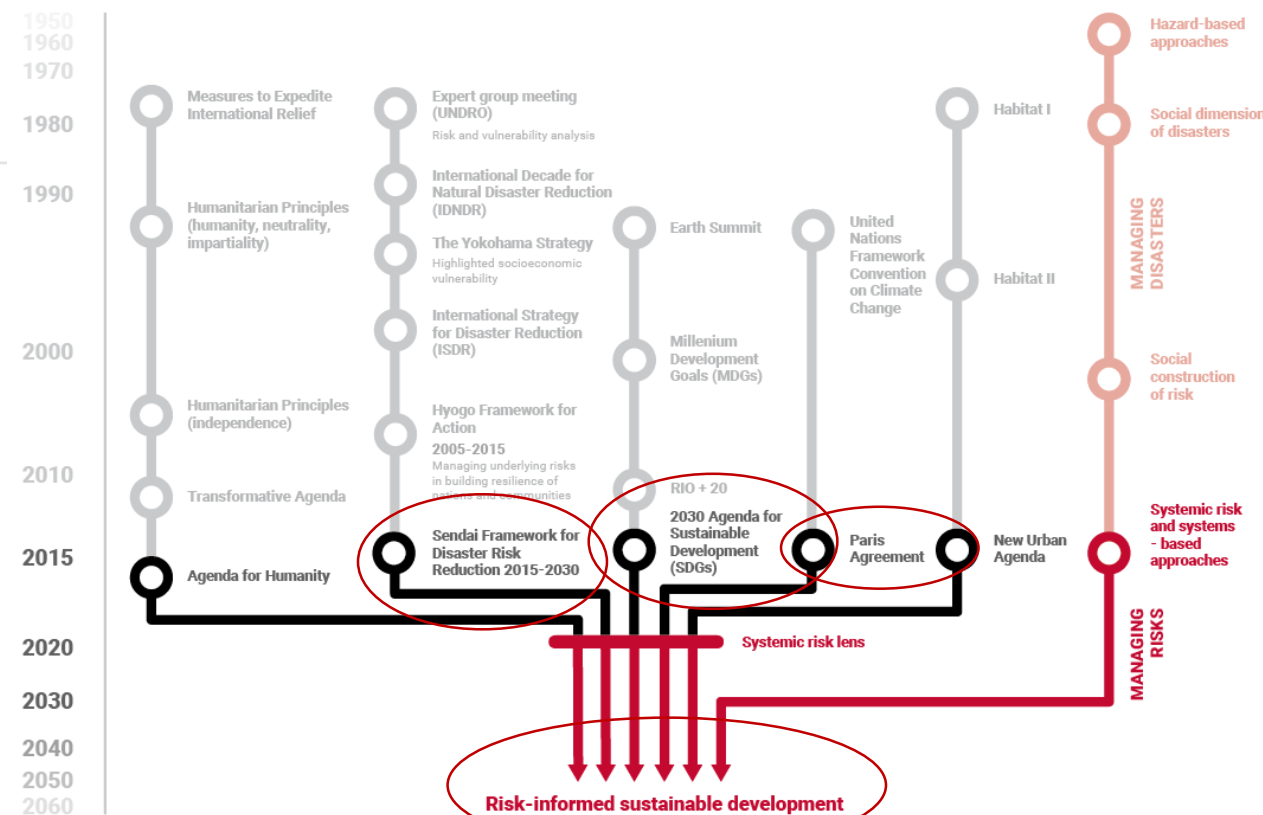 1950
1960
1970
1980
1990
2000
2010
2015
2020
2030
2040
2050
2060
Measures to Expedite
International Relief
Humanitarian Principles
(humanity, neutrality,
impartiality)
Humanitarian Principles
(independence)
Transformative Agenda
Agenda for Humanity
Expert group meeting
(UNDRO)
Risk and vulnerability analysis
International Decade for
Natural Disaster Reduction
(IDNDR)
The Yokohama Strategy
Highlighted socioeconomic
vulnerability
International Strategy
for Disaster Reduction
(ISDR)
Hyogo Framework for
Action
2005-2015
Managing underlying risks
in building resilience of
nations and communities
Sendai Framework for
Disaster Risk
Reduction 2015-2030
Earth Summit
Millenium
Development
Goals (MDGs)
RIO + 20
2030 Agenda for
Sustainable
Development
(SDGs)
United
Nations
Framework
Convention
on Climate
Change
Paris
Agreement
Habitat I
Habitat II
New Urban
Agenda
Hazard-based
approaches
Social dimension
of disasters
MANAGING
DISASTERS
Social
construction
of risk
Systemic risk
and systems
- based
approaches
MANAGING
RISKS
Systemic risk lens
Risk-informed sustainable development